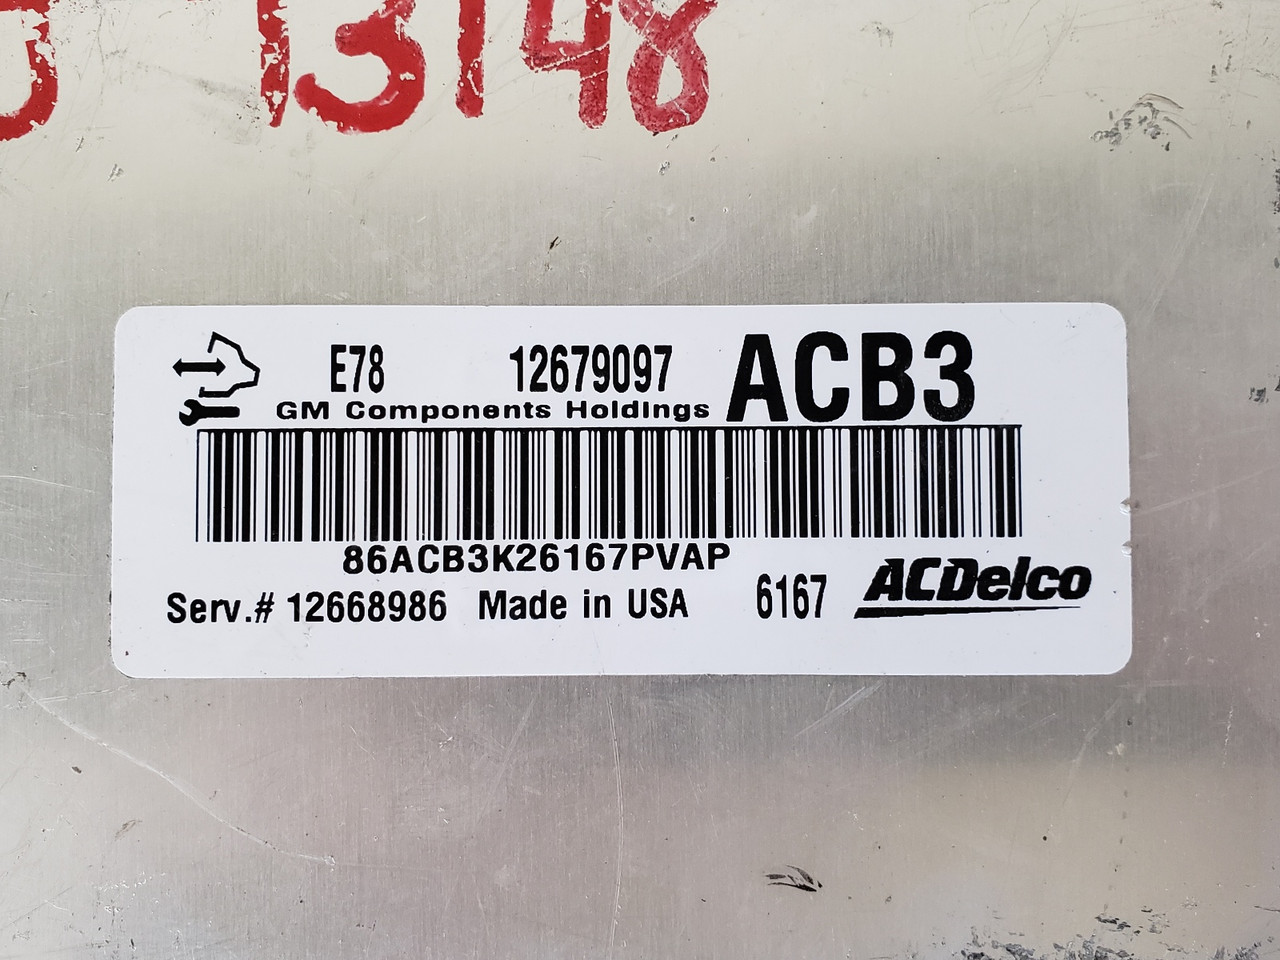 13148
E78 12679097 ACB3
GM Components Holdings
86ACB3K26167PVAP
Serv.# 12668986 Made in USA 6167 ACDelco